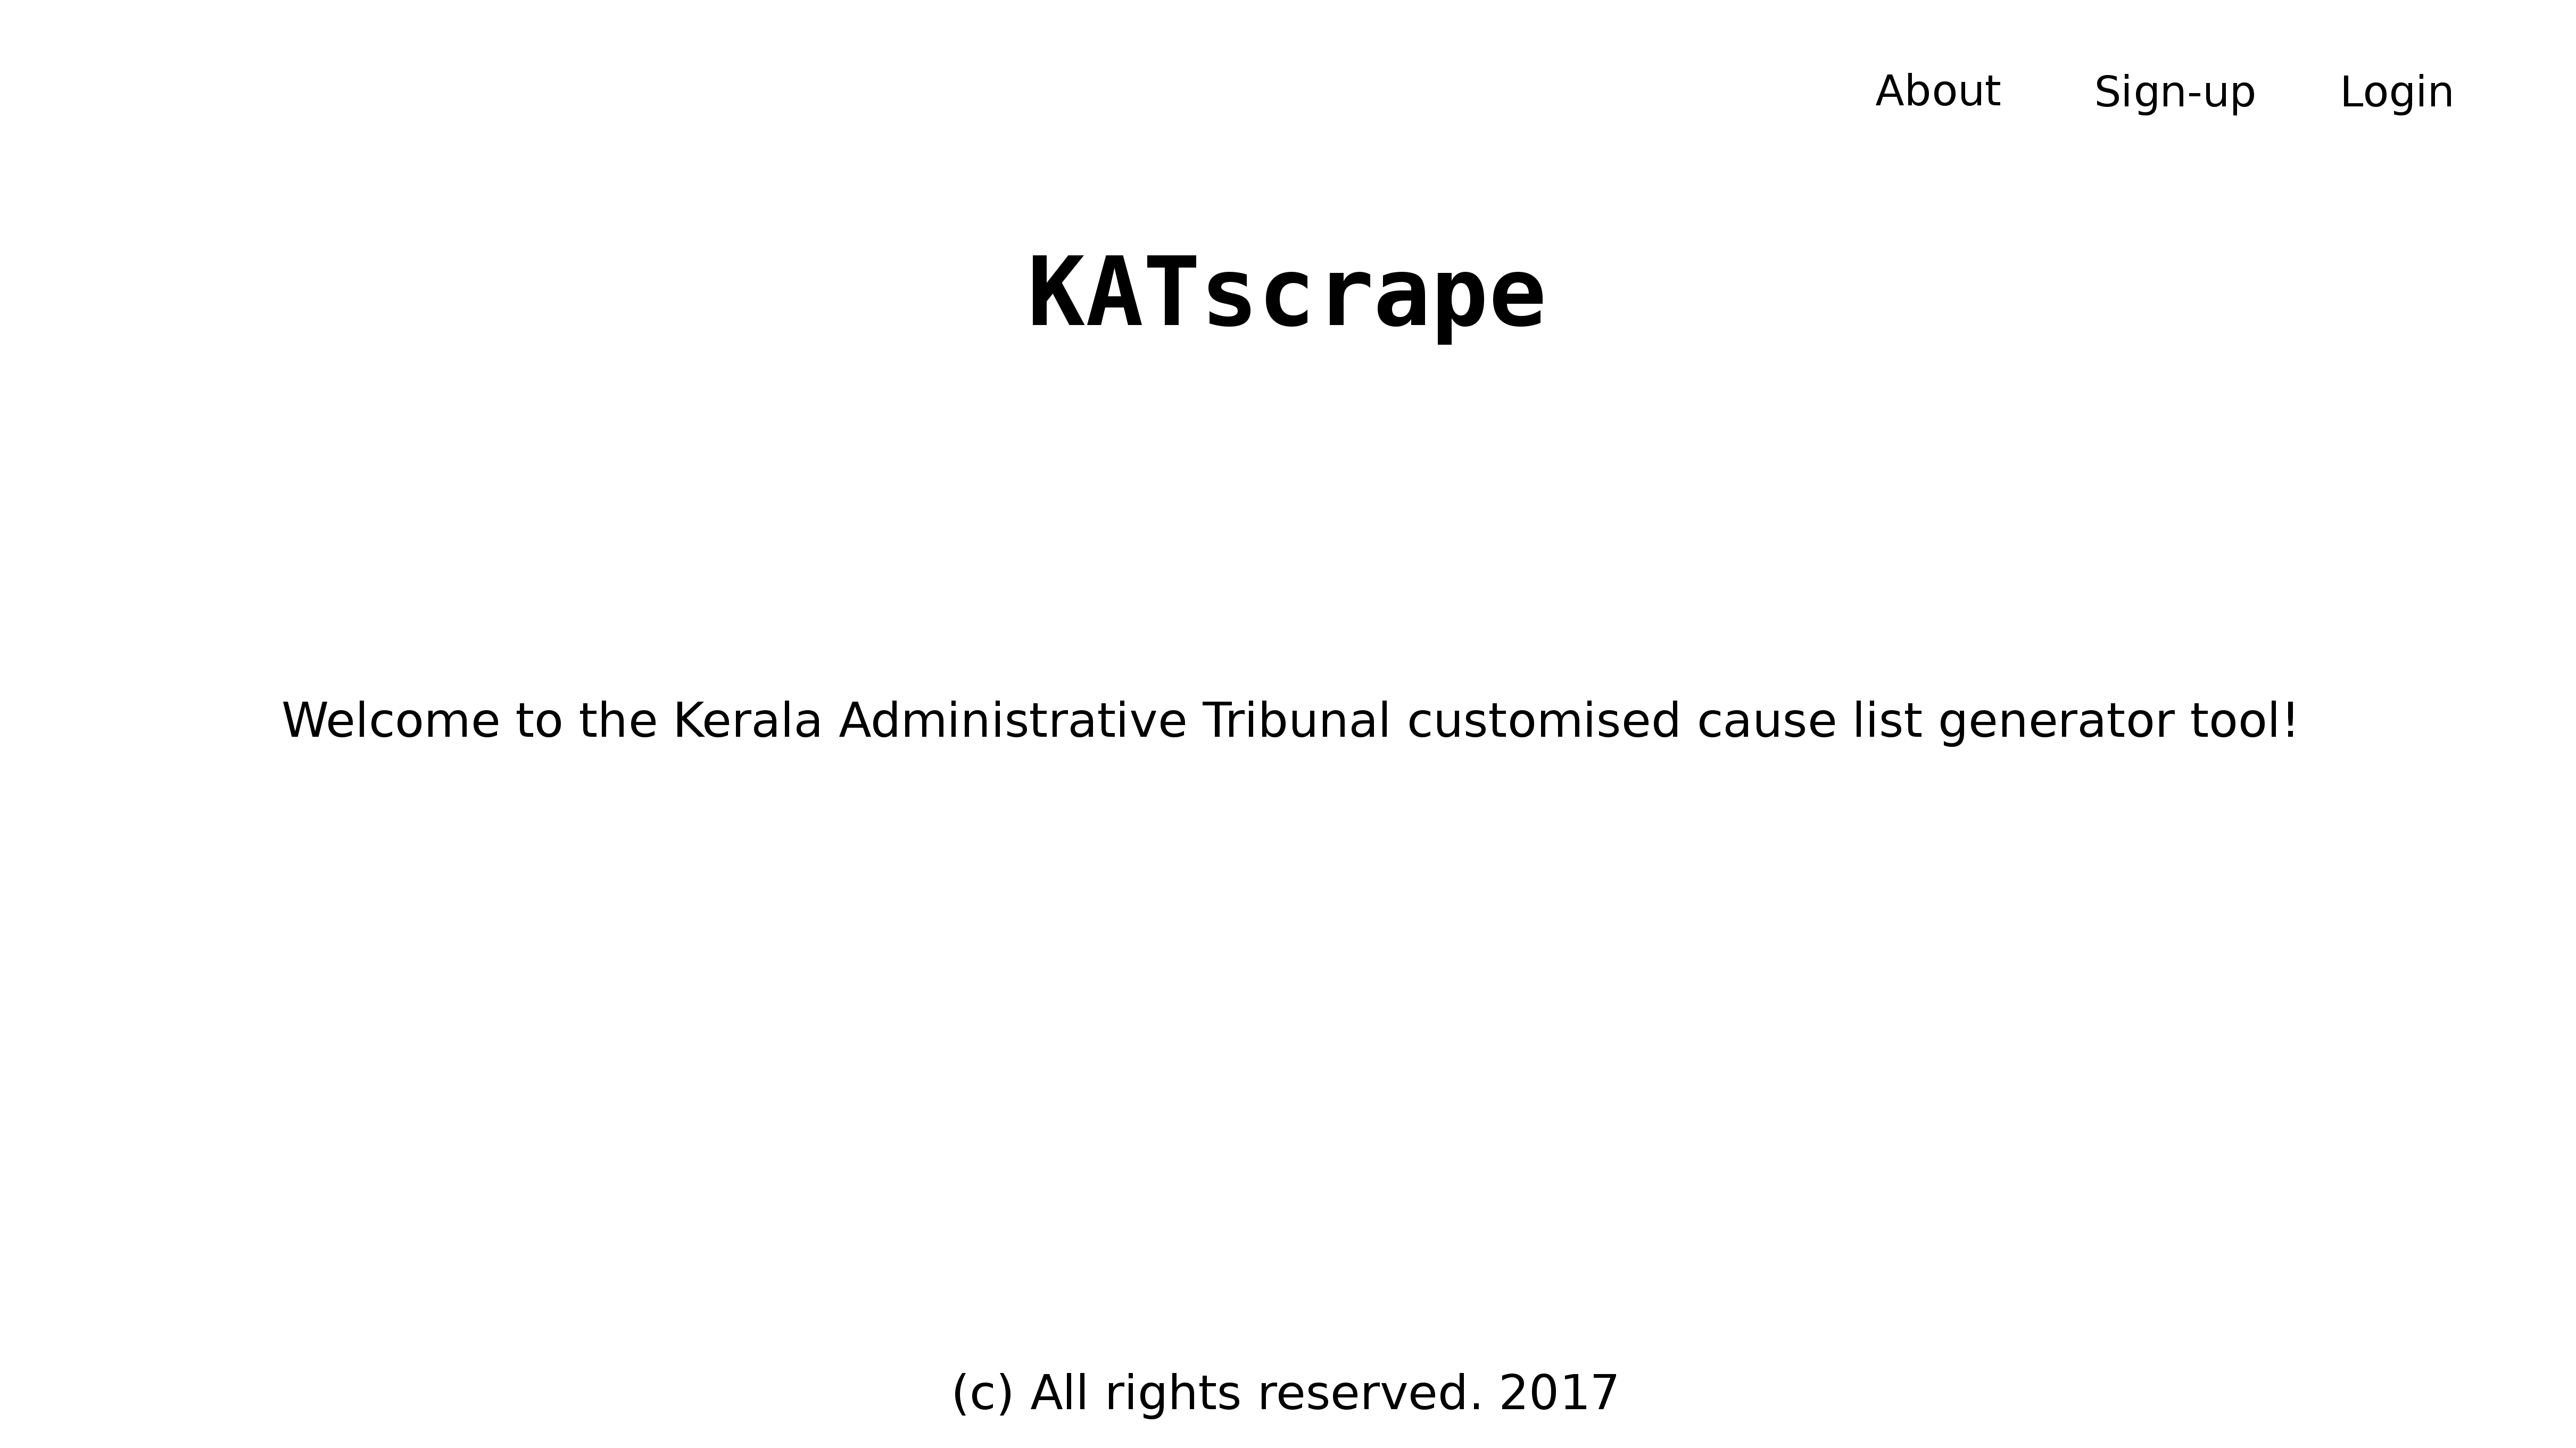 About Sign-up Login
KATscrape
Welcome to the Kerala Administrative Tribunal customised cause list generator tool!
(c) All rights reserved. 2017